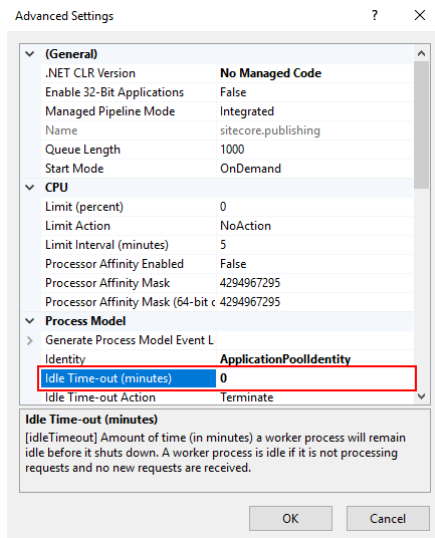 Advanced Settings ? ×
(General)
.NET CLR Version No Managed Code
Enable 32-Bit Applications False
Managed Pipeline Mode Integrated
Name sitecore.publishing
Queue Length 1000
Start Mode OnDemand
CPU
Limit (percent) 0
Limit Action NoAction
Limit Interval (minutes) 5
Processor Affinity Enabled False
Processor Affinity Mask 4294967295
Processor Affinity Mask (64-bit c 4294967295
Process Model
Generate Process Model Event L
Identity ApplicationPoolIdentity
Idle Time-out (minutes) 0
Idle Time-out Action Terminate
Idle Time-out (minutes)
[idleTimeout] Amount of time (in minutes) a worker process will remain
idle before it shuts down. A worker process is idle if it is not processing
requests and no new requests are received.
OK Cancel